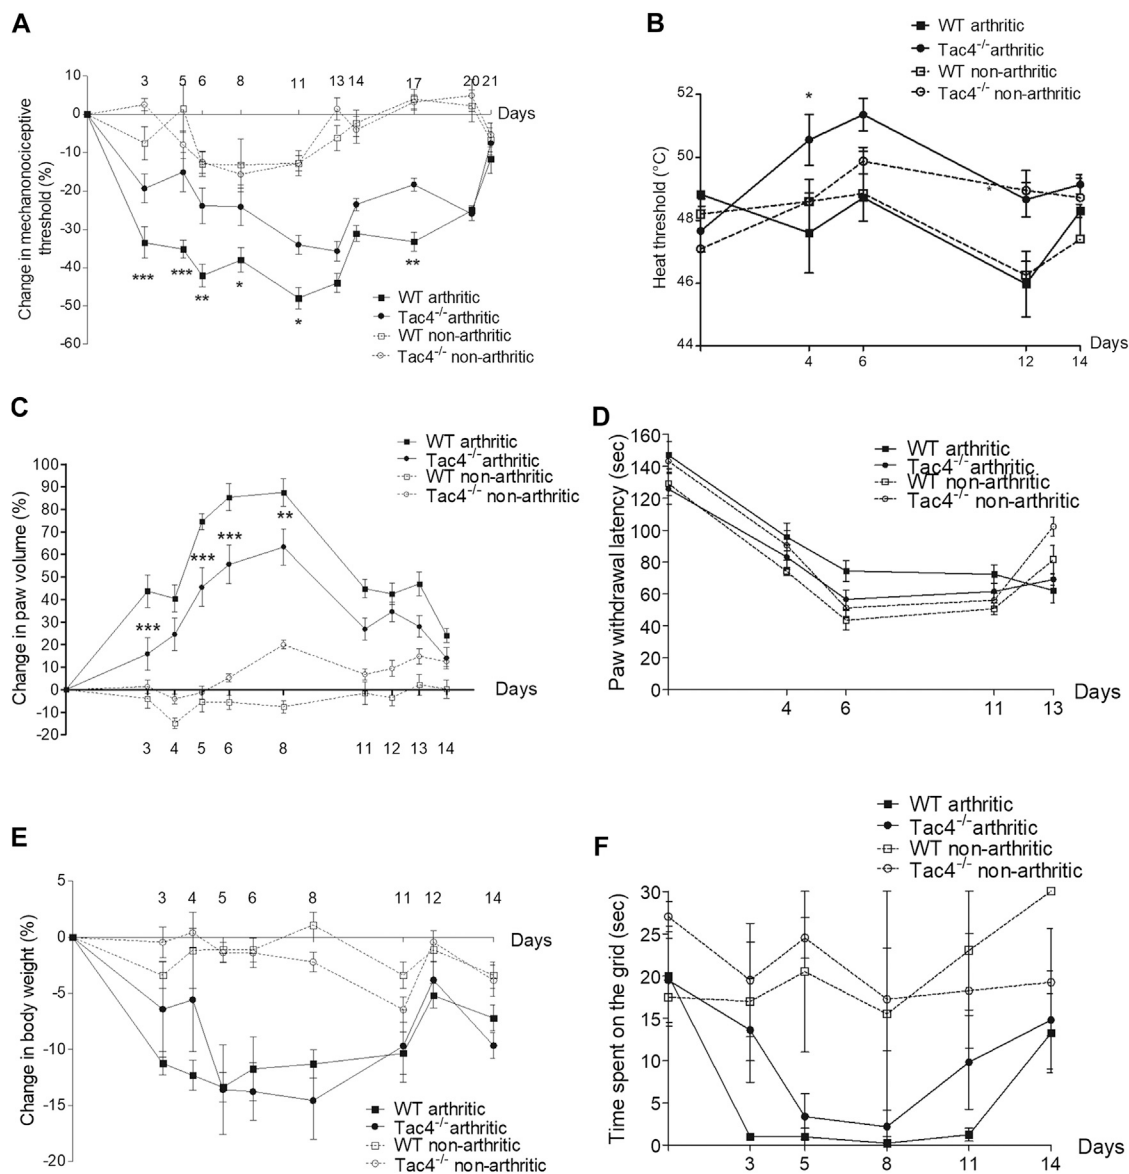 A
10
0
-10
-20
-30
-40
-50
-60
Change in mechanonociceptive
threshold (%)
3 5 6 8 11 13 14 17 20 21
Days
*** *** ** * * **
WT arthritic
Tac4-/- arthritic
WT non-arthritic
Tac4-/- non-arthritic
B
WT arthritic
Tac4-/- arthritic
WT non-arthritic
Tac4-/- non-arthritic
52
50
48
46
44
Heat threshold (°C)
* *
4 6 12 14
Days
C
WT arthritic
Tac4-/- arthritic
WT non-arthritic
Tac4-/- non-arthritic
100
90
80
70
60
50
40
30
20
10
0
-10
-20
Change in paw volume (%)
*** *** *** **
Days
3 4 5 6 8 11 12 13 14
D
160
140
120
100
80
60
40
20
0
Paw withdrawal latency (sec)
WT arthritic
Tac4-/- arthritic
WT non-arthritic
Tac4-/- non-arthritic
4 6 11 13
Days
E
5
0
-5
-10
-15
-20
Change in body weight (%)
3 4 5 6 8 11 12 14
Days
WT arthritic
Tac4-/- arthritic
WT non-arthritic
Tac4-/- non-arthritic
F
WT arthritic
Tac4-/- arthritic
WT non-arthritic
Tac4-/- non-arthritic
30
25
20
15
10
5
0
Time spent on the grid (sec)
3 5 8 11 14
Days